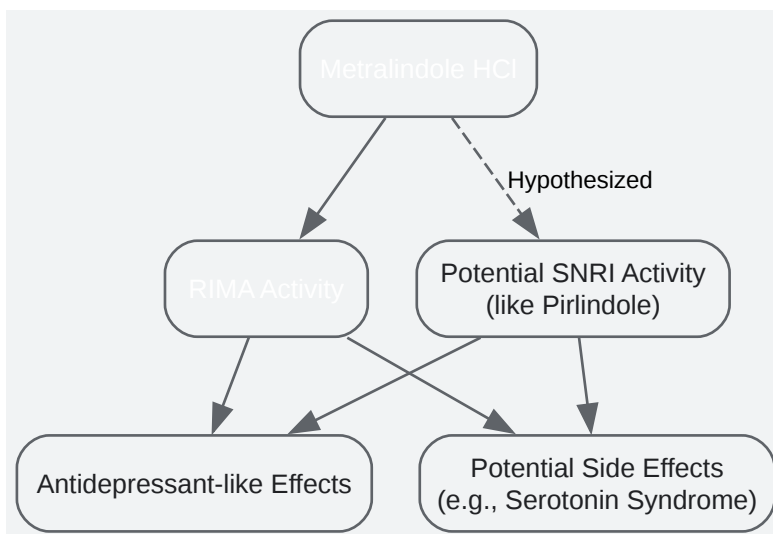 Metralindole HCl
Hypothesized
RIMA Activity
Potential SNRI Activity
(like Pirlindole)
Antidepressant-like Effects
Potential Side Effects
(e.g., Serotonin Syndrome)